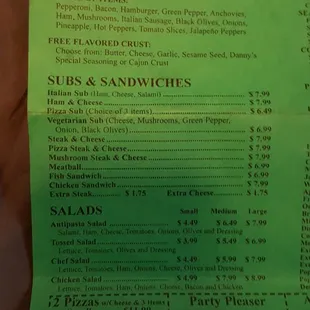 Pepperoni, Bacon, Hamburger, Green Pepper, Anchovies,
Ham, Mushrooms, Italian Sausage, Black Olives, Onions,
Pineapple, Hot Peppers, Tomato Slices, Jalapeño Peppers
FREE FLAVORED CRUST:
Choose from: Butter, Cheese, Garlic, Sesame Seed, Danny's
Special Seasoning or Cajun Crust
SUBS & SANDWICHES
Italian Sub (Ham, Cheese, Salami) $ 7.99
Ham & Cheese $ 7.99
Pizza Sub (Choice of 3 items) $ 6.49
Vegetarian Sub (Cheese, Mushrooms, Green Pepper,
Onion, Black Olives) $ 6.99
Steak & Cheese $ 7.99
Pizza Steak & Cheese $ 7.99
Mushroom Steak & Cheese $ 7.99
Meatball $ 6.99
Fish Sandwich $ 6.99
Chicken Sandwich $ 7.99
Extra Steak $ 1.75 Extra Cheese $ 1.75
SALADS Small Medium Large
Antipasto Salad $ 4.49 $ 6.49 $ 7.99
Salami, Ham, Cheese, Tomatoes, Onions, Olives and Dressing
Tossed Salad $ 3.99 $ 5.49 $ 6.99
Lettuce, Tomatoes, Olives and Dressing
Chef Salad $ 4.49 $ 5.99 $ 7.99
Lettuce, Tomatoes, Ham, Onions, Cheese, Olives and Dressing
Chicken Salad $ 4.99 $ 7.99 $ 8.99
Lettuce, Tomatoes, Ham, Onions, Cheese, Bacon and Chicken
2 Pizzas w/Cheese & 3 Items
Party Pleaser